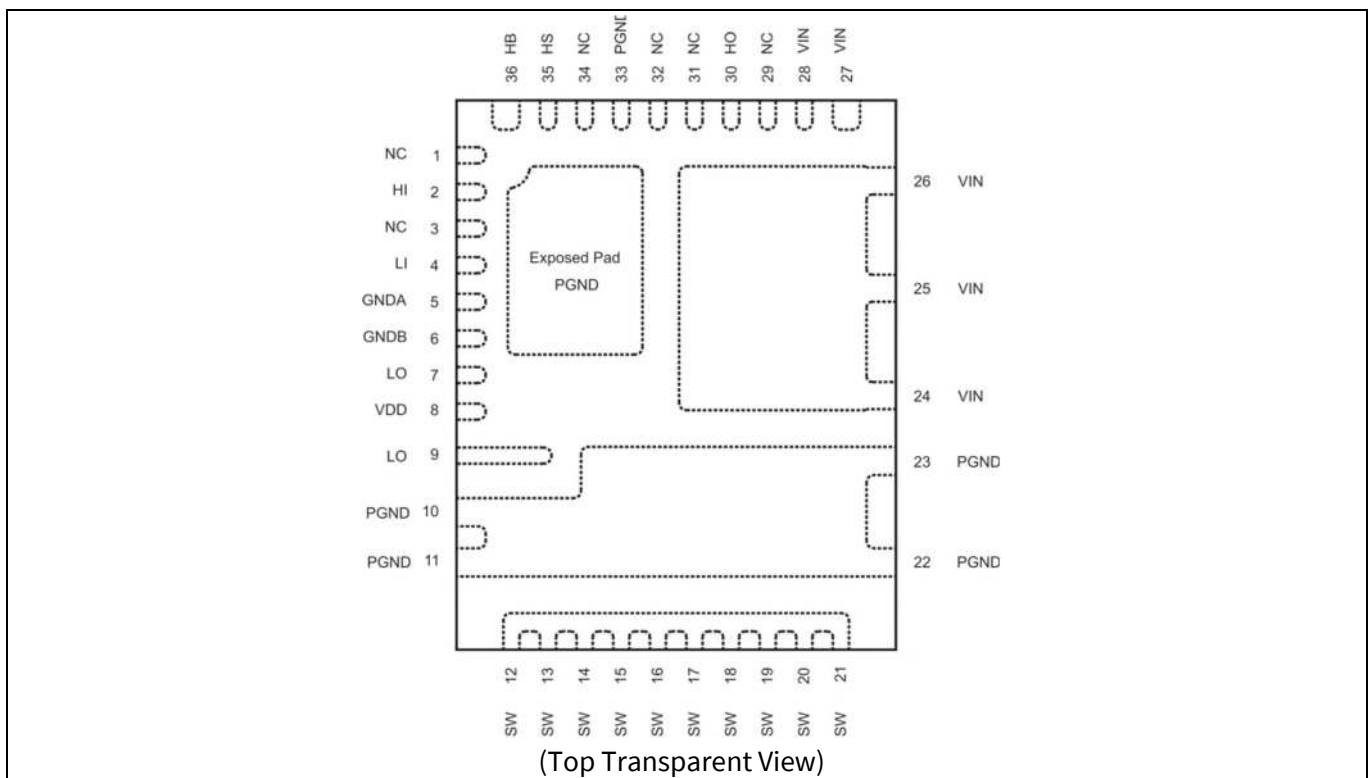 36 HB
35 HS
34 NC
33 PGND
32 NC
31 NC
30 HO
29 NC
28 VIN
27 VIN
NC 1
HI 2
NC 3
LI 4
GNDA 5
GNDB 6
LO 7
VDD 8
LO 9
PGND 10
PGND 11
Exposed Pad
PGND
26 VIN
25 VIN
24 VIN
23 PGND
22 PGND
SW 12
SW 13
SW 14
SW 15
SW 16
SW 17
SW 18
SW 19
SW 20
SW 21
(Top Transparent View)